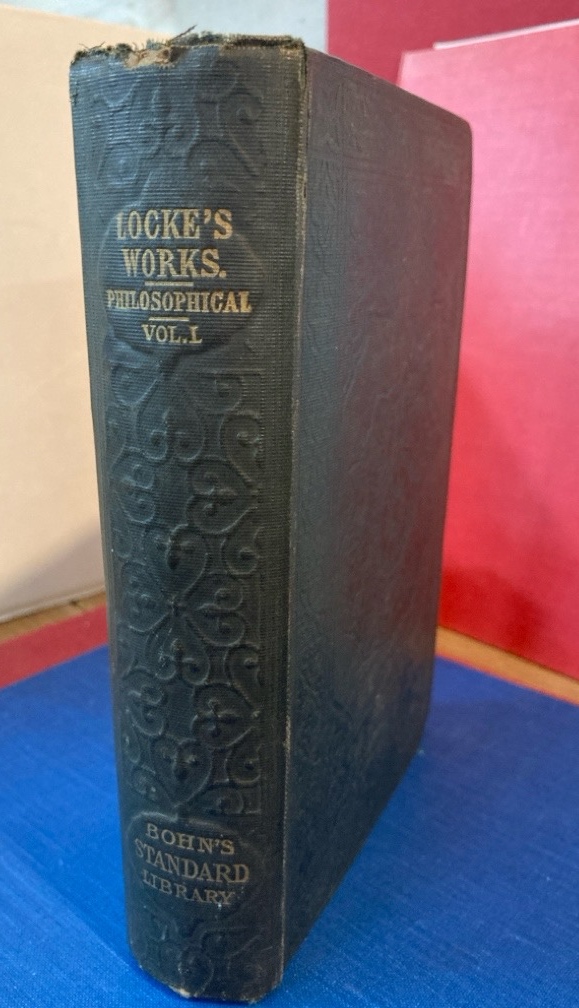 LOCKE'S
WORKS.
PHILOSOPHICAL
VOL.I.
BOHN'S
STANDARD
LIBRARY